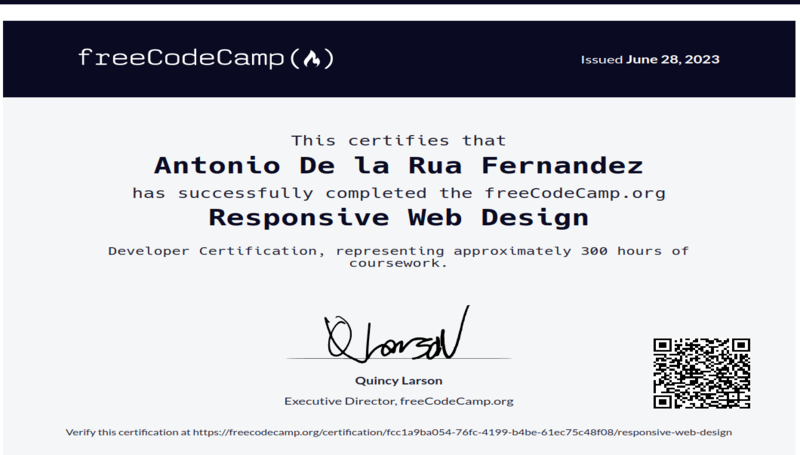 freeCodeCamp(🔥)
Issued June 28, 2023
This certifies that
Antonio De la Rua Fernandez
has successfully completed the freeCodeCamp.org
Responsive Web Design
Developer Certification, representing approximately 300 hours of
coursework.
Q Larson
Quincy Larson
Executive Director, freeCodeCamp.org
Verify this certification at https://freecodecamp.org/certification/fcc1a9ba054-76fc-4199-b4be-61ec75c48f08/responsive-web-design